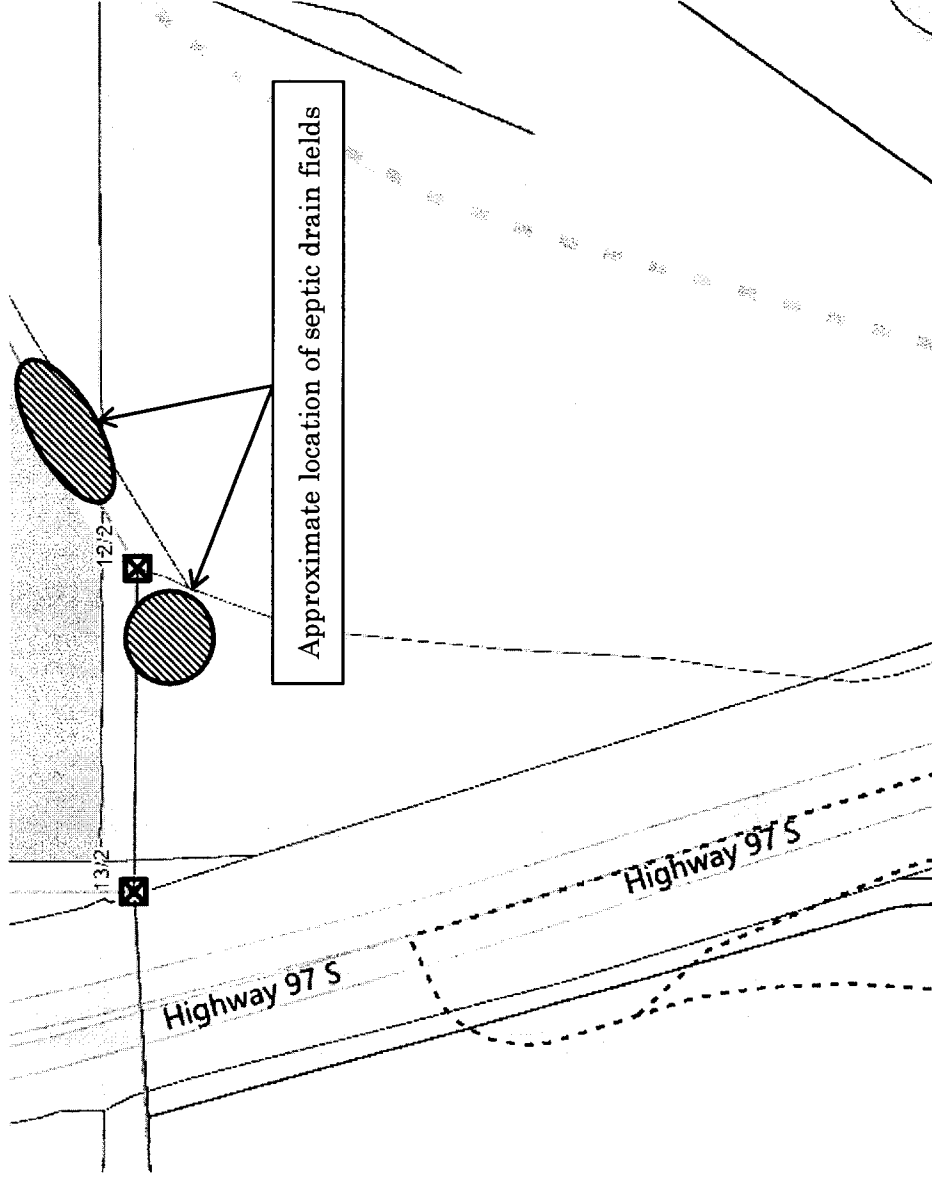 12/2
Approximate location of septic drain fields
13/2
Highway 97 S
Highway 97 S